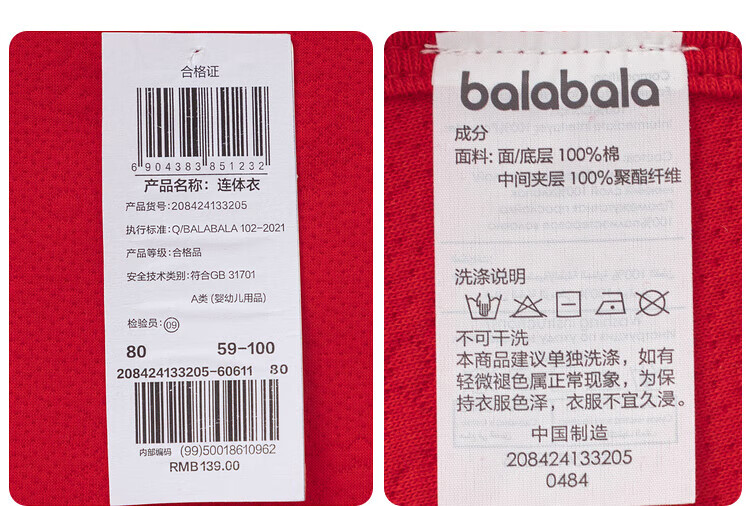 合格证
6904383851232
产品名称：连体衣
产品货号：208424133205
执行标准：Q/BALABALA 102-2021
产品等级：合格品
安全技术类别：符合GB 31701
A类 (婴幼儿用品)
检验员：09
80 59-100
208424133205-60611 80
内部编码 (99)50018610962
RMB139.00
balabala
成分
面料：面/底层 100%棉
中间夹层 100%聚酯纤维
洗涤说明
不可干洗
本商品建议单独洗涤，如有
轻微褪色属正常现象，为保
持衣服色泽，衣服不宜久浸。
中国制造
208424133205
0484